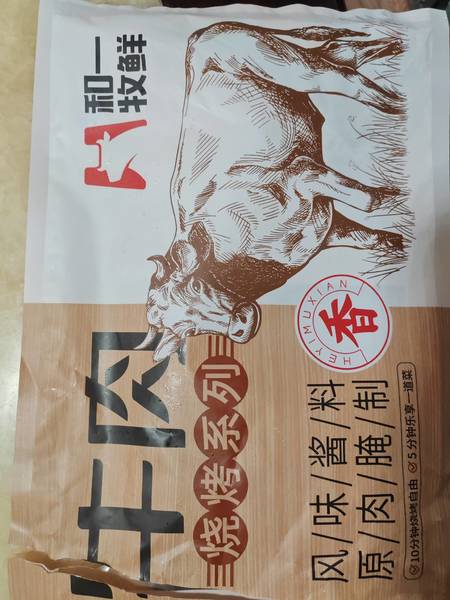 和一
牧鲜
牛肉
烧烤系列
香
HEYIMUXIAN
风/味/酱/料
原/肉/腌/制
10分钟烧烤自由 5分钟乐享一道菜